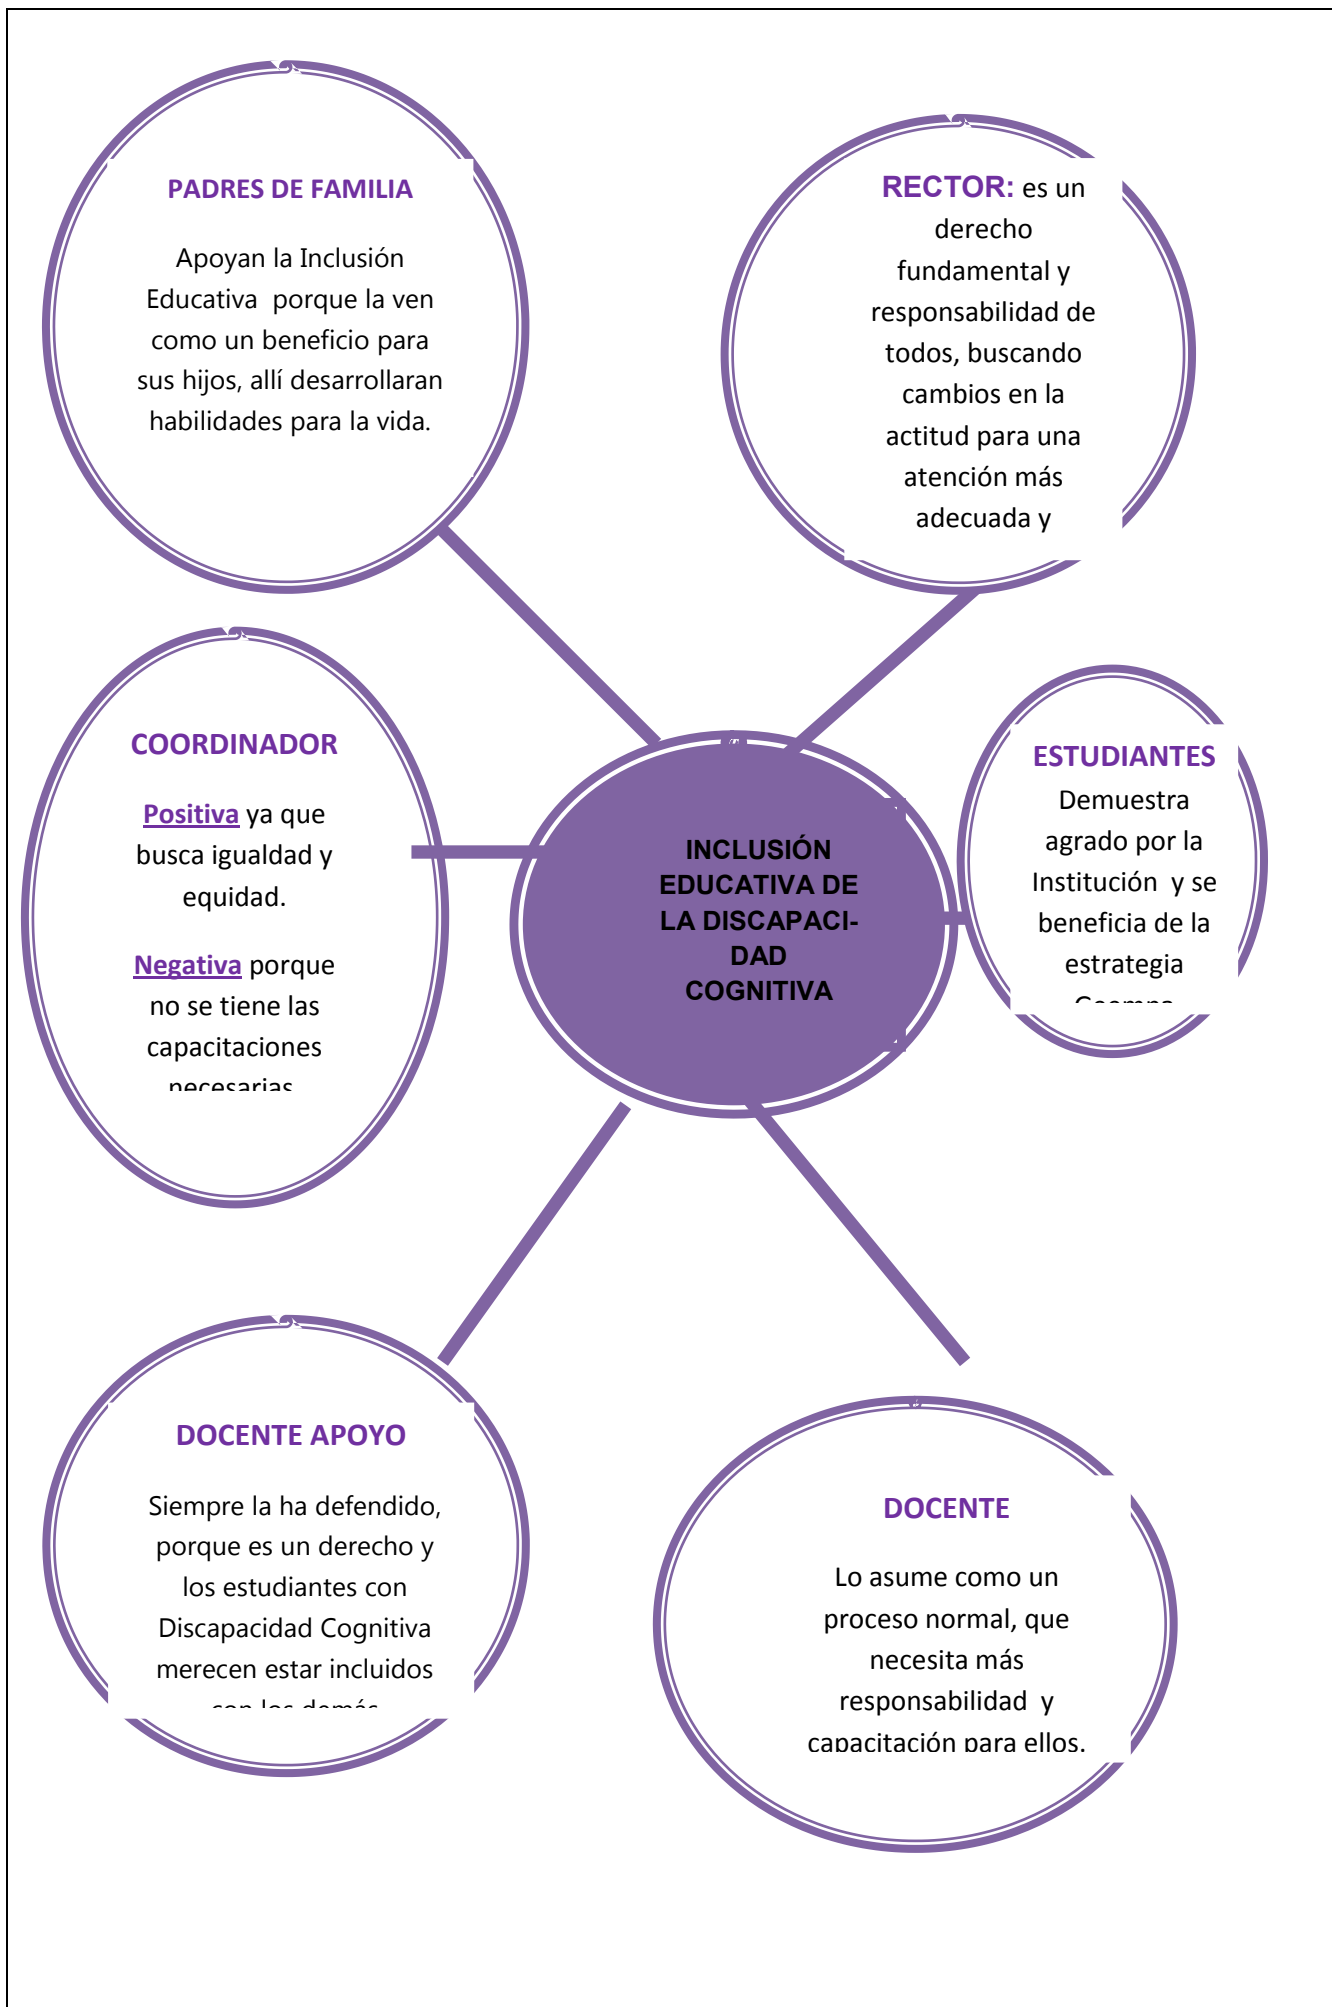 PADRES DE FAMILIA
Apoyan la Inclusión
Educativa  porque la ven
como un beneficio para
sus hijos, allí desarrollaran
habilidades para la vida.
RECTOR: es un
derecho
fundamental y
responsabilidad de
todos, buscando
cambios en la
actitud para una
atención más
adecuada y
COORDINADOR
Positiva ya que
busca igualdad y
equidad.
Negativa porque
no se tiene las
capacitaciones
necesarias
INCLUSIÓN
EDUCATIVA DE
LA DISCAPACI-
DAD
COGNITIVA
ESTUDIANTES
Demuestra
agrado por la
Institución  y se
beneficia de la
estrategia
DOCENTE APOYO
Siempre la ha defendido,
porque es un derecho y
los estudiantes con
Discapacidad Cognitiva
merecen estar incluidos
con los demás
DOCENTE
Lo asume como un
proceso normal, que
necesita más
responsabilidad  y
capacitación para ellos.